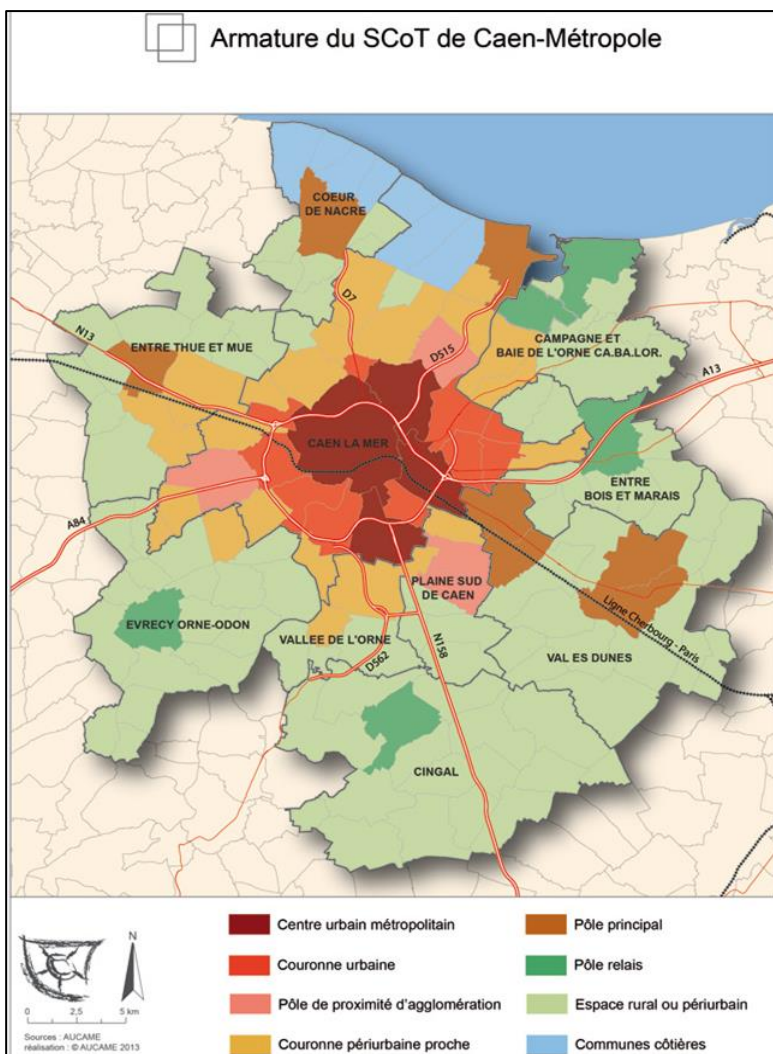 Armature du SCoT de Caen-Métropole
COEUR
DE NACRE
D7
N13
ENTRE THUE ET MUE
D515
CAMPAGNE ET
BAIE DE L'ORNE CA.BA.LOR.
A13
CAEN LA MER
ENTRE
BOIS ET MARAIS
A84
PLAINE SUD
DE CAEN
EVRECY ORNE-ODON
VALLEE DE L'ORNE
Ligne Cherbourg - Paris
N158
D562
VAL ES DUNES
CINGAL
Centre urbain métropolitain
Couronne urbaine
Pôle de proximité d'agglomération
Couronne périurbaine proche
Pôle principal
Pôle relais
Espace rural ou périurbain
Communes côtières
N
0 2,5 5 km
Sources : AUCAME
réalisation : © AUCAME 2013